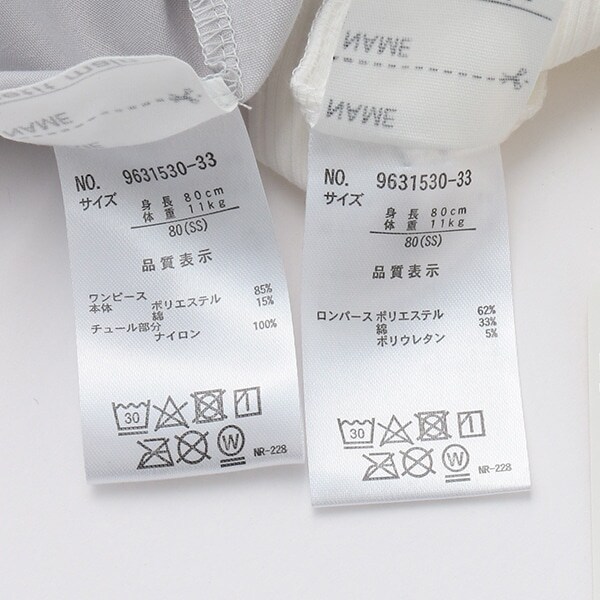 NAME
NO. 9631530-33
サイズ
身長 80cm
体重 11kg
80(SS)
品質表示
ワンピース
本体 ポリエステル 85%
綿 15%
チュール部分
ナイロン 100%
30
W
NR-228
NAME
NAME
NO. 9631530-33
サイズ
身長 80cm
体重 11kg
80(SS)
品質表示
ロンパース ポリエステル 62%
綿 33%
ポリウレタン 5%
30
W
NR-228